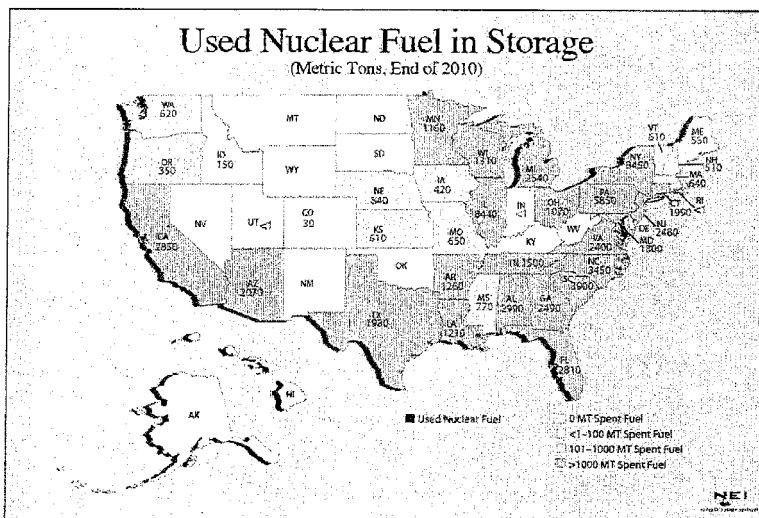 Used Nuclear Fuel in Storage
(Metric Tons, End of 2010)
WA
620
MT
ND
MN
1160
VT
610
ME
550
OR
350
ID
150
SD
WI
1310
MI
2540
NY
3450
NH
510
WY
MA
640
NE
840
IA
420
PA
5850
RI
<1
NV
UT <1
CO
30
IL
8440
IN
<1
OH
1070
CT
1990
NJ
2480
CA
2850
KS
610
MO
650
KY
WV
VA
2400
DE
MD
1300
AZ
2070
NM
OK
AR
1260
TN 1500
NC
3450
SC
3900
TX
1980
LA
1210
MS
770
AL
2990
GA
2490
FL
2810
AK
HI
Used Nuclear Fuel
0 MT Spent Fuel
<1-100 MT Spent Fuel
101-1000 MT Spent Fuel
>1000 MT Spent Fuel
NEI